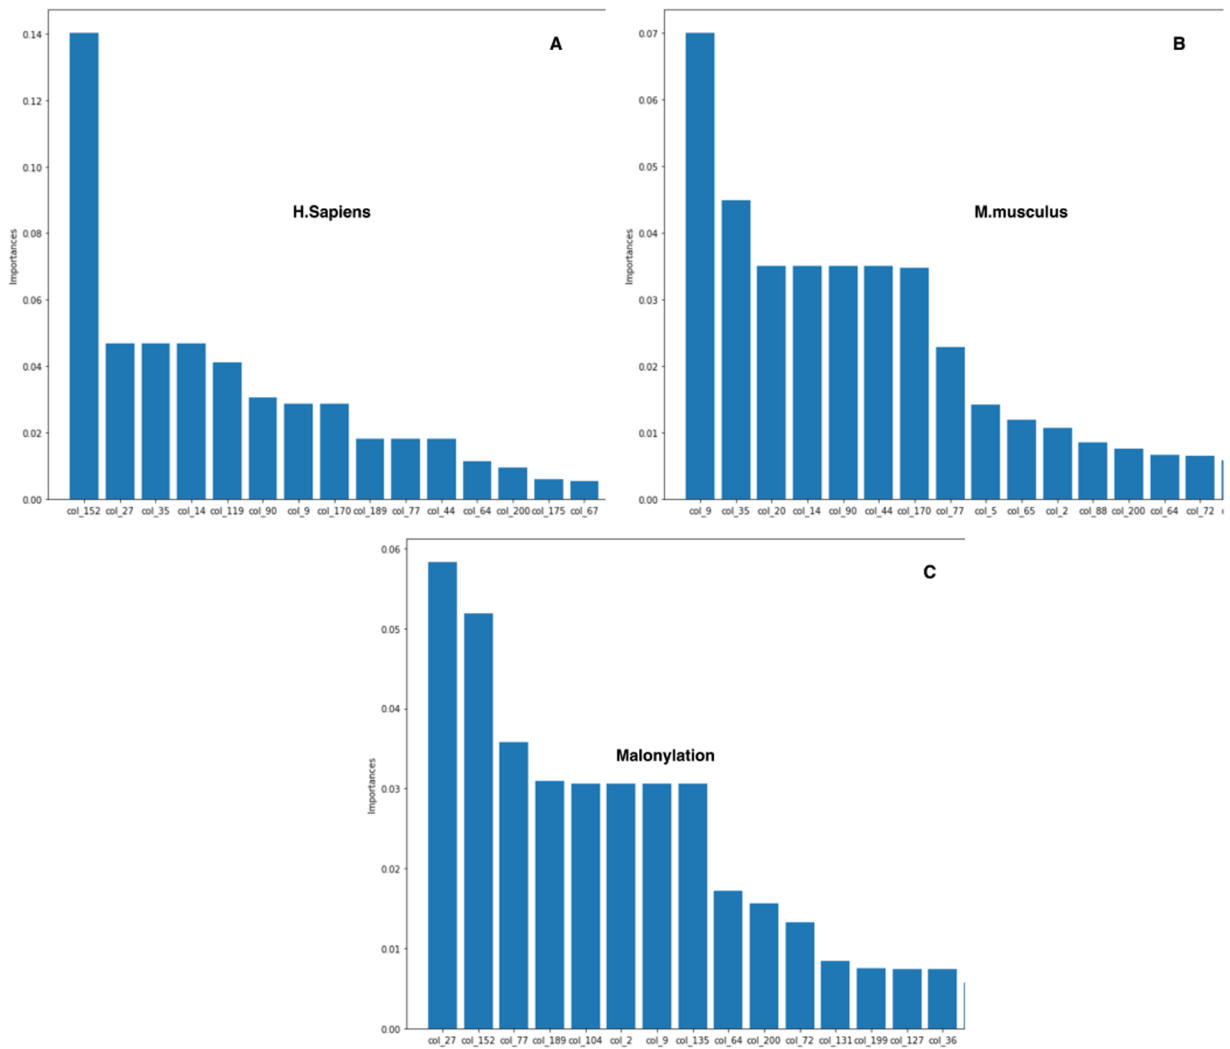 A
H.Sapiens
Importances
0.14
0.12
0.10
0.08
0.06
0.04
0.02
0.00
col_152 col_27 col_35 col_14 col_119 col_90 col_9 col_170 col_189 col_77 col_44 col_64 col_200 col_175 col_67
B
M.musculus
Importances
0.07
0.06
0.05
0.04
0.03
0.02
0.01
0.00
col_9 col_35 col_20 col_14 col_90 col_44 col_170 col_77 col_5 col_65 col_2 col_88 col_200 col_64 col_72
C
Malonylation
Importances
0.06
0.05
0.04
0.03
0.02
0.01
0.00
col_27 col_152 col_77 col_189 col_104 col_2 col_9 col_135 col_64 col_200 col_72 col_131 col_199 col_127 col_36